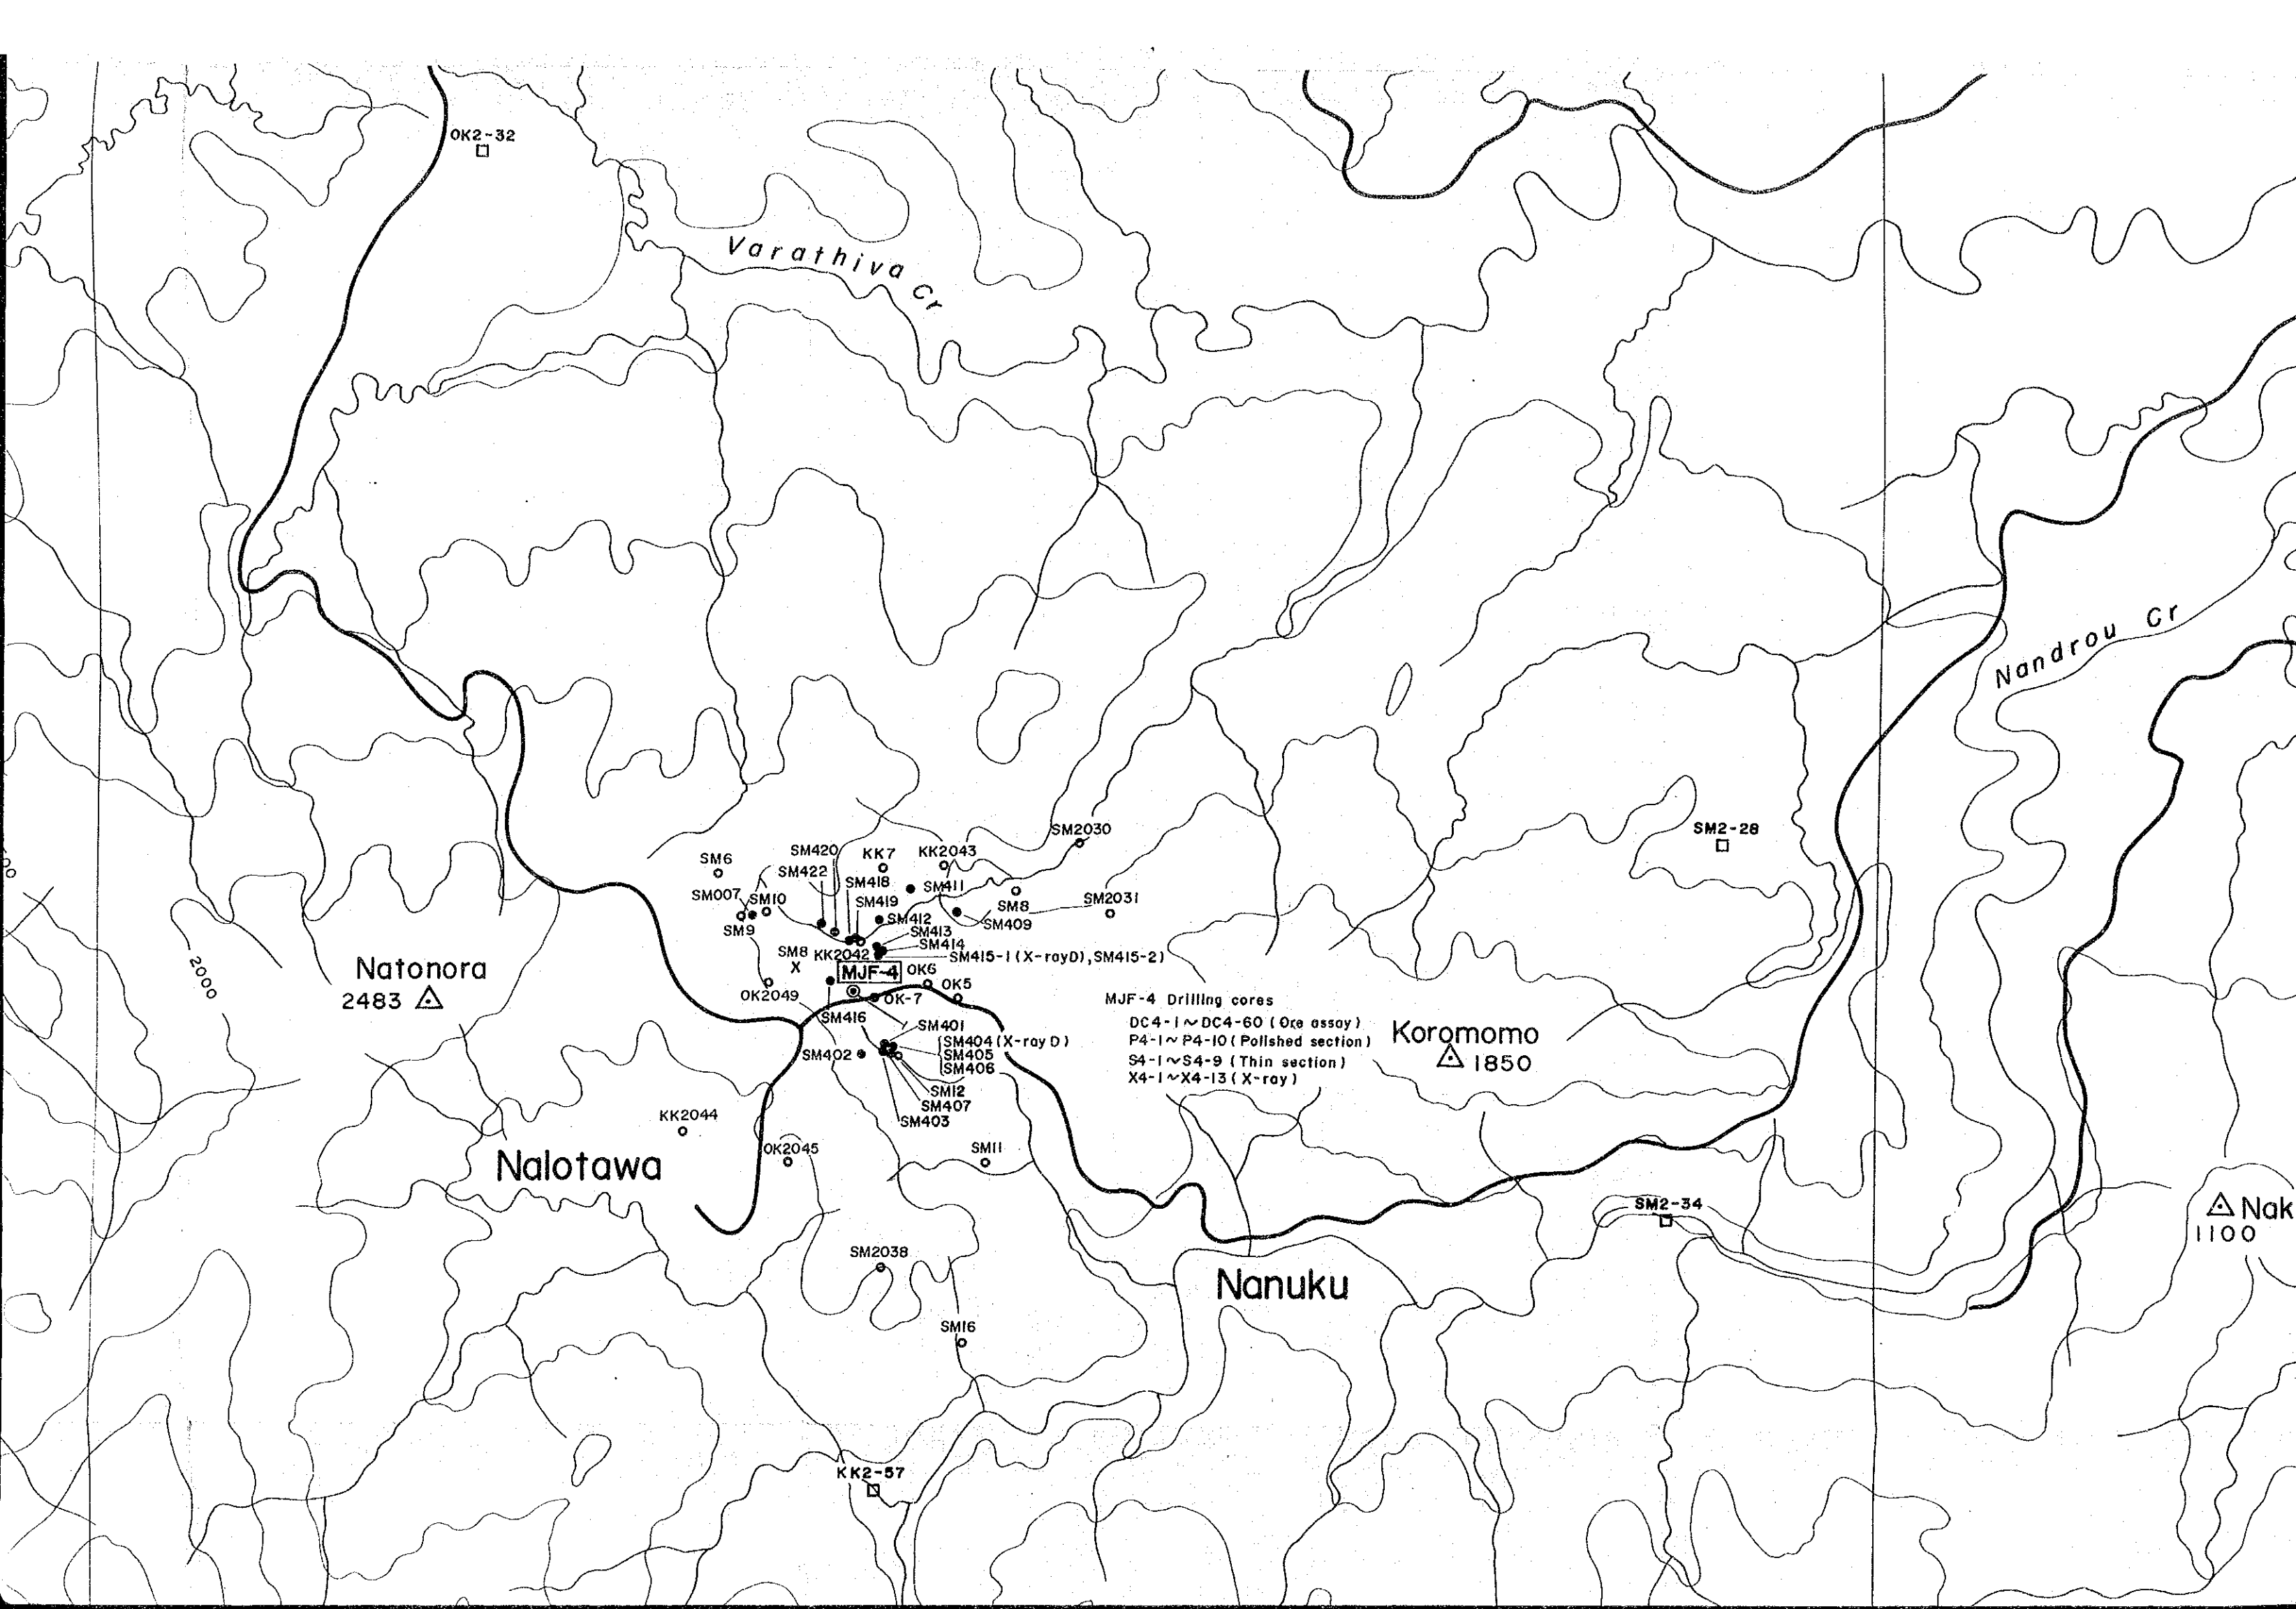 OK2-32
Varathiva Cr
Nandrou Cr
SM2030
SM2-28
SM420
KK7
KK2043
SM6
SM422
SM418
SM411
SM007
SM10
SM419
SM8
SM2031
SM412
SM409
SM9
SM413
SM414
SM8
KK2042
SM415-1(X-rayD),SM415-2)
X
Natonora
2483
2000
MJF-4
OK6
OK5
OK2049
OK-7
MJF-4 Drilling cores
SM416
SM401
DC4-1~DC4-60 (Ore assay)
Koromomo
1850
SM404(X-ray D)
P4-1~P4-10(Polished section)
SM402
SM405
S4-1~S4-9 (Thin section)
SM406
X4-1~X4-13(X-ray)
SM12
SM407
SM403
KK2044
OK2045
SM11
Nalotawa
SM2-34
Nak
1100
SM2038
Nanuku
SM16
KK2-57